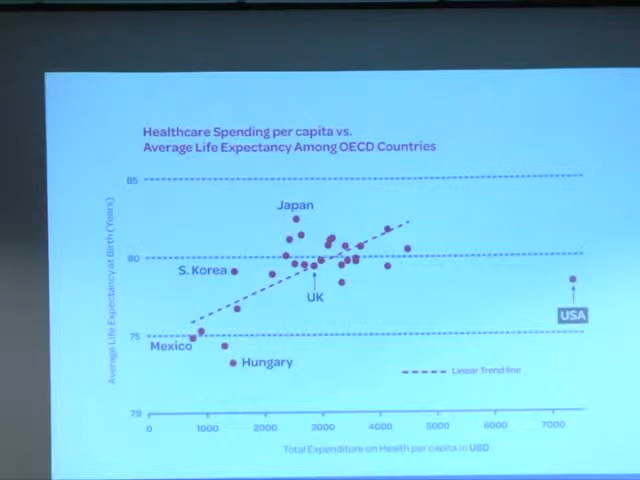 Healthcare Spending per capita vs.
Average Life Expectancy Among OECD Countries
85
Japan
80
S. Korea
UK
USA
75
Mexico
Hungary
Linear Trend line
0
1000
2000
3000
4000
5000
6000
7000
Average Life Expectancy at Birth (Years)
Total Expenditure on Health per capita in USD